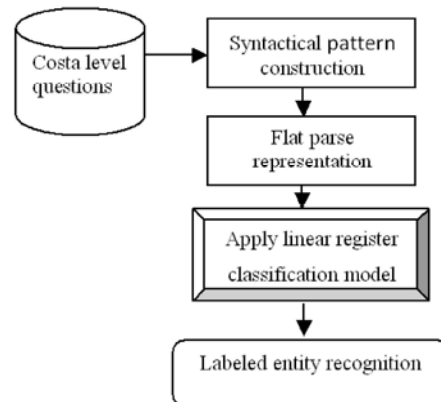 Costa level
questions
Syntactical pattern
construction
Flat parse
representation
Apply linear register
classification model
Labeled entity recognition